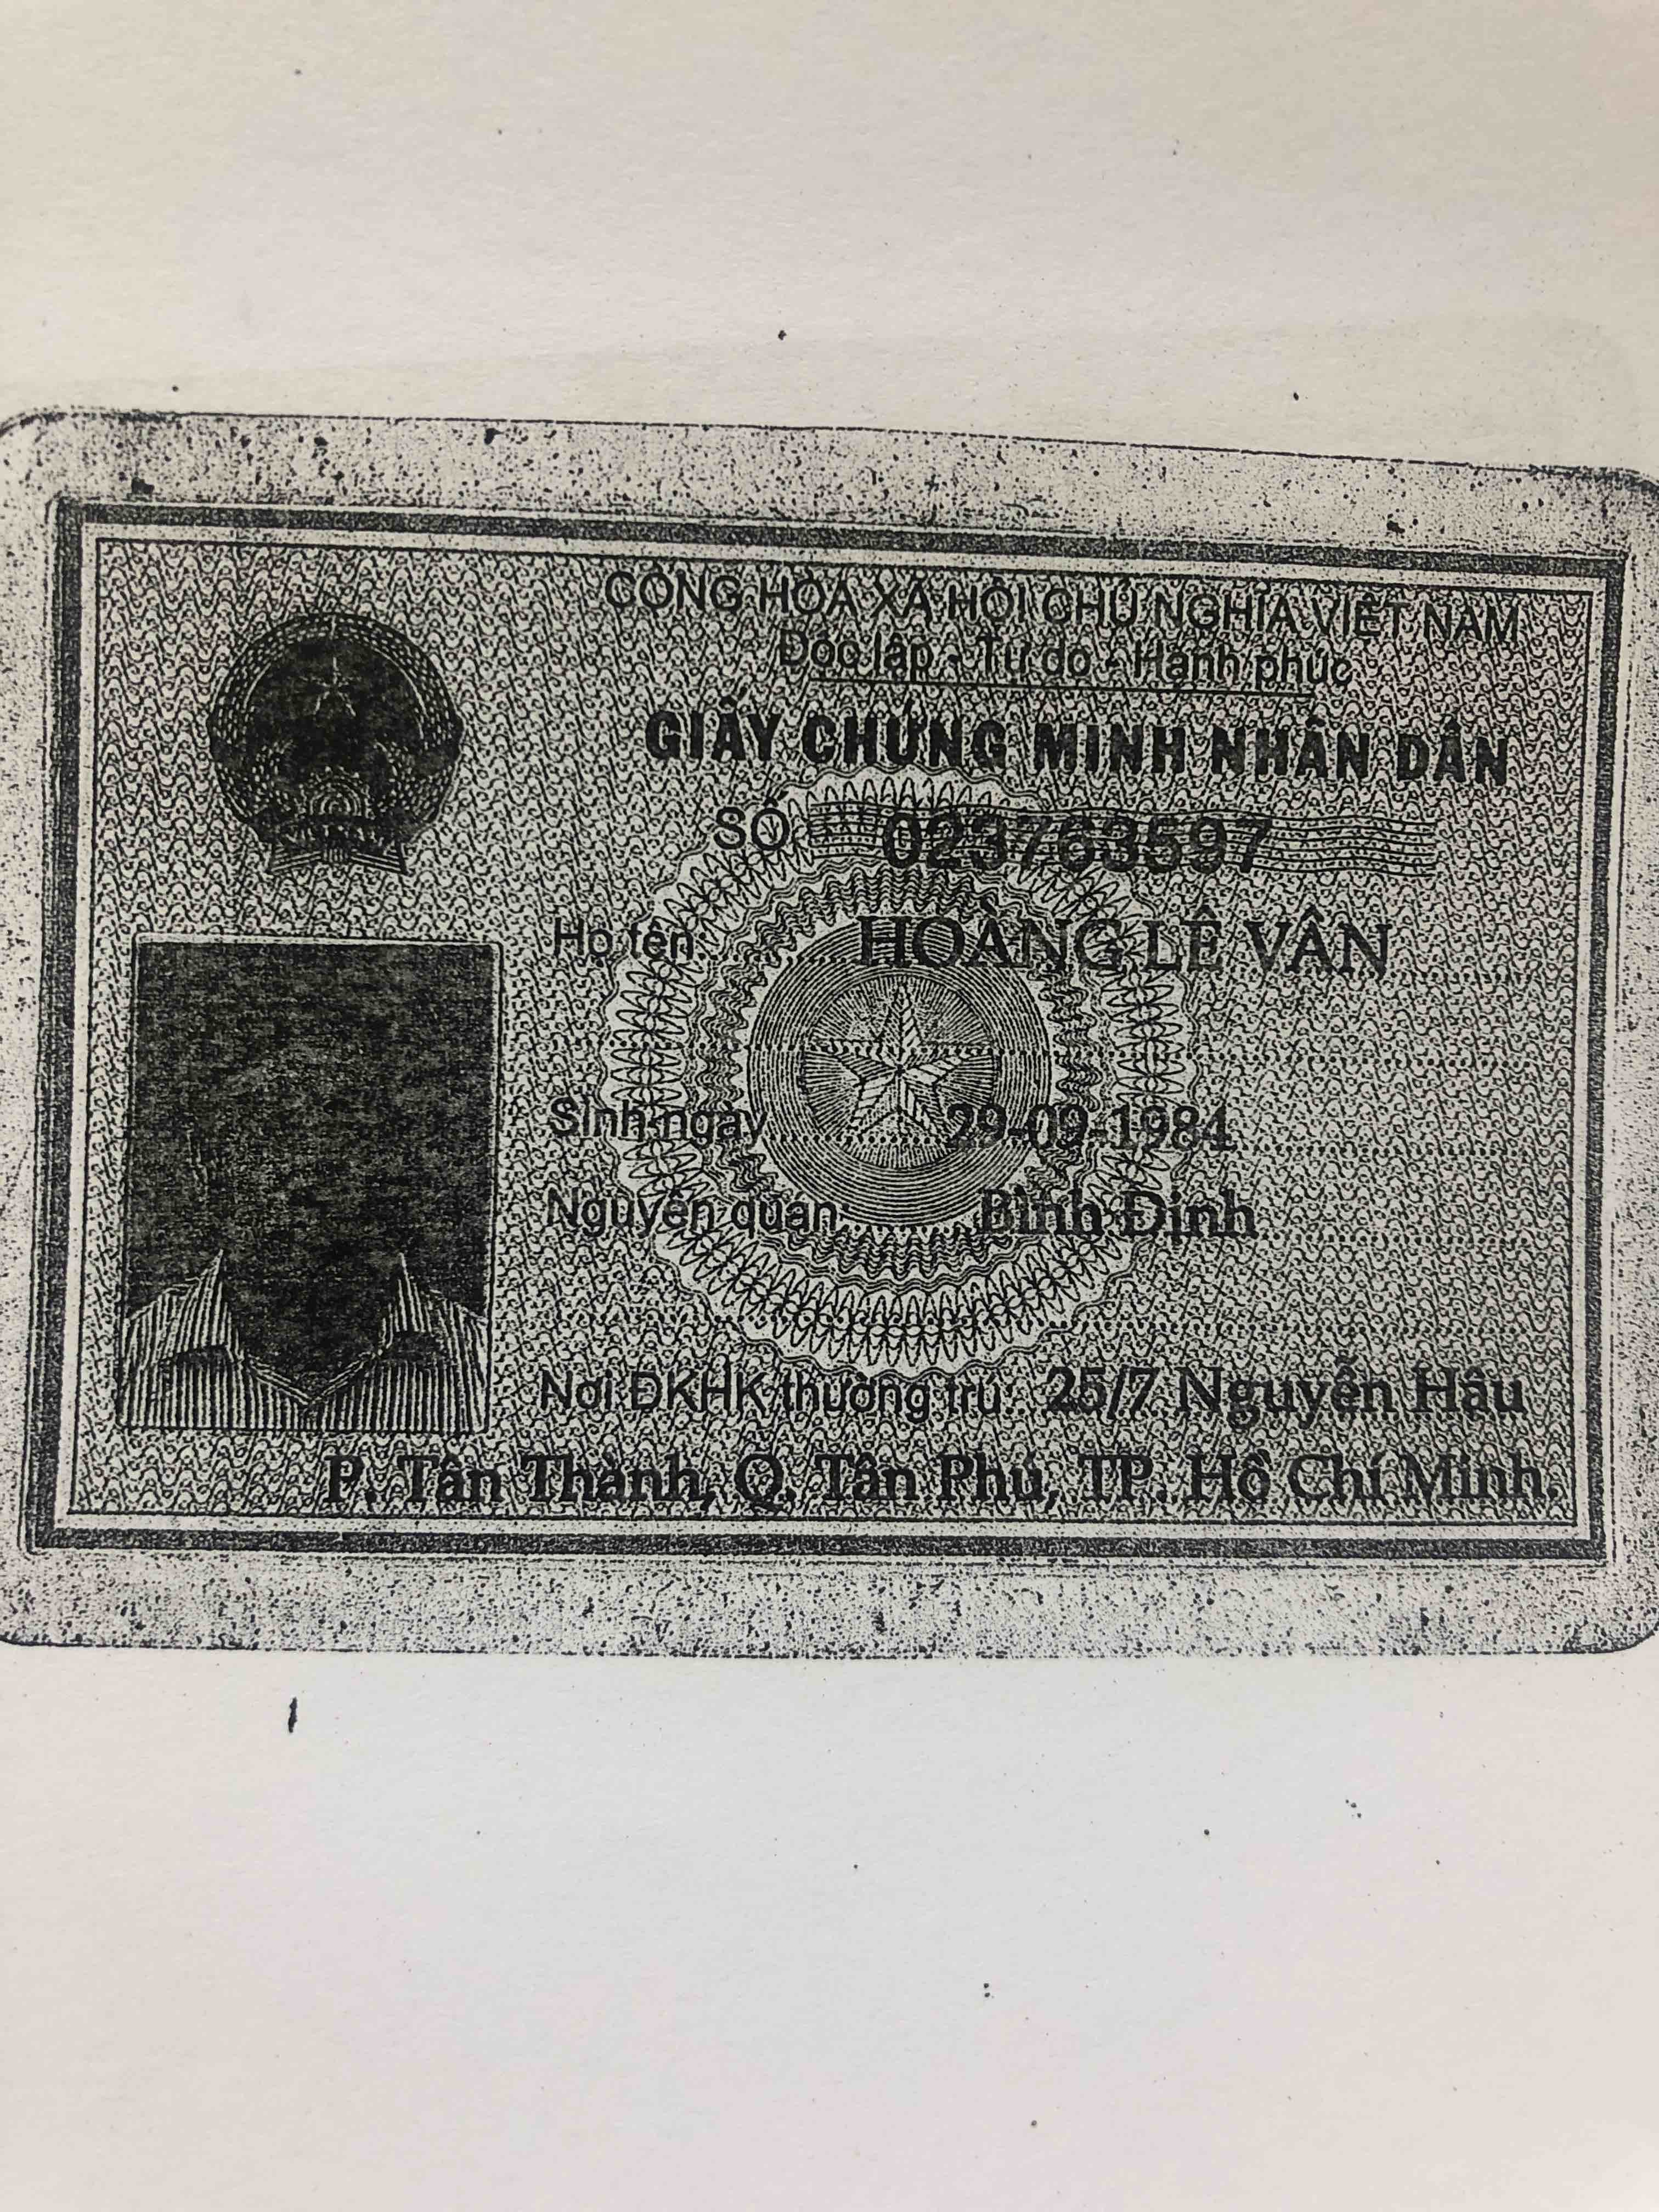 CỘNG HÒA XÃ HỘI CHỦ NGHĨA VIỆT NAM
Độc lập - Tự do - Hạnh phúc
GIẤY CHỨNG MINH NHÂN DÂN
SỐ 023763597
Họ tên: HOÀNG LÊ VÂN
Sinh ngày 29-09-1984
Nguyên quán Bình Định
Nơi ĐKHK thường trú: 25/7 Nguyễn Hậu
P. Tân Thành, Q. Tân Phú, TP. Hồ Chí Minh.